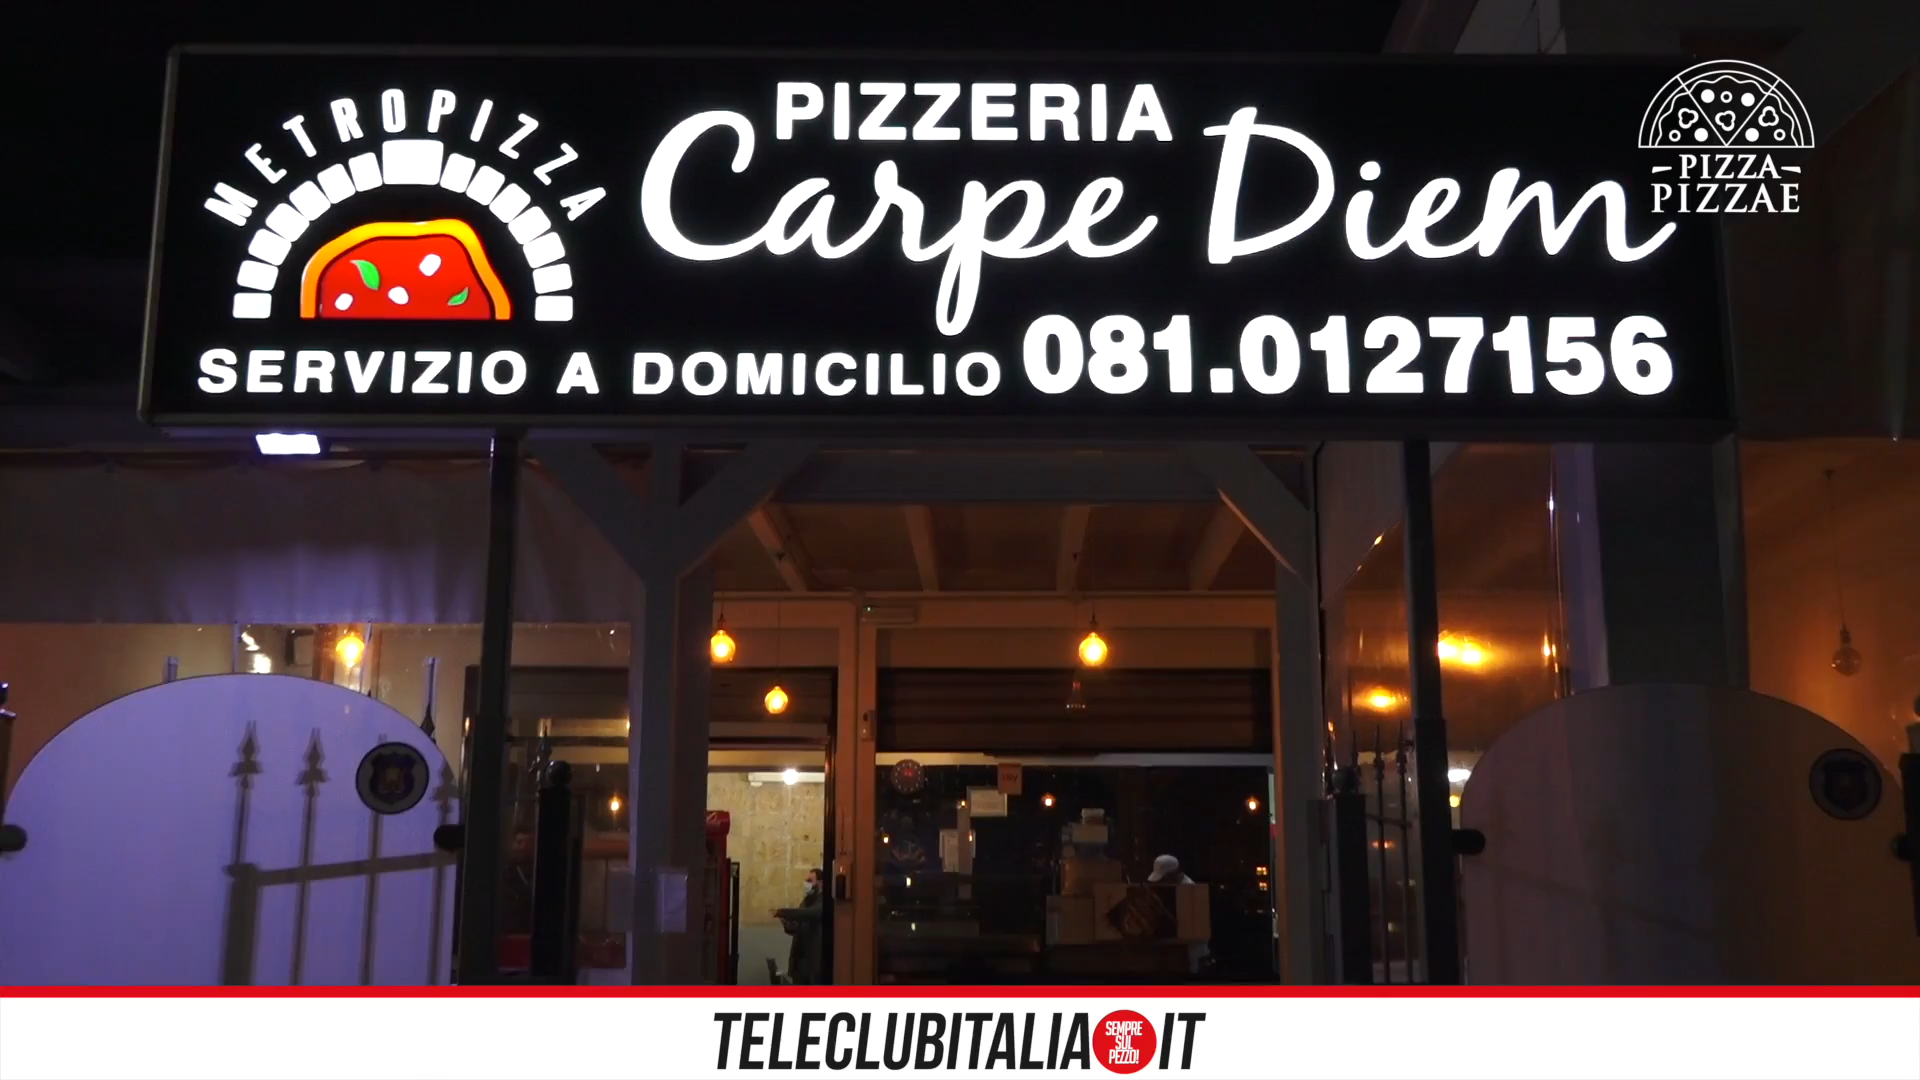 METROPIZZA
PIZZERIA
Carpe Diem
SERVIZIO A DOMICILIO 081.0127156
-PIZZA-
PIZZAE
TELECLUBITALIA
SEMPRE
SUL
PEZZO!
IT